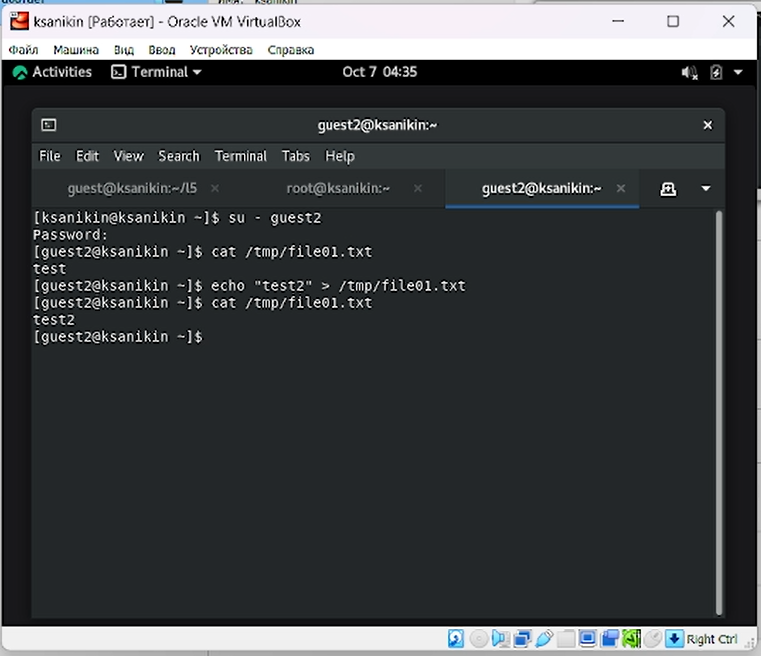 Имя: ksanikin
ksanikin [Работает] - Oracle VM VirtualBox
Файл Машина Вид Ввод Устройства Справка
Activities Terminal Oct 7 04:35
guest2@ksanikin:~
File Edit View Search Terminal Tabs Help
guest@ksanikin:~/l5 root@ksanikin:~ guest2@ksanikin:~
[ksanikin@ksanikin ~]$ su - guest2
Password:
[guest2@ksanikin ~]$ cat /tmp/file01.txt
test
[guest2@ksanikin ~]$ echo "test2" > /tmp/file01.txt
[guest2@ksanikin ~]$ cat /tmp/file01.txt
test2
[guest2@ksanikin ~]$
Right Ctrl